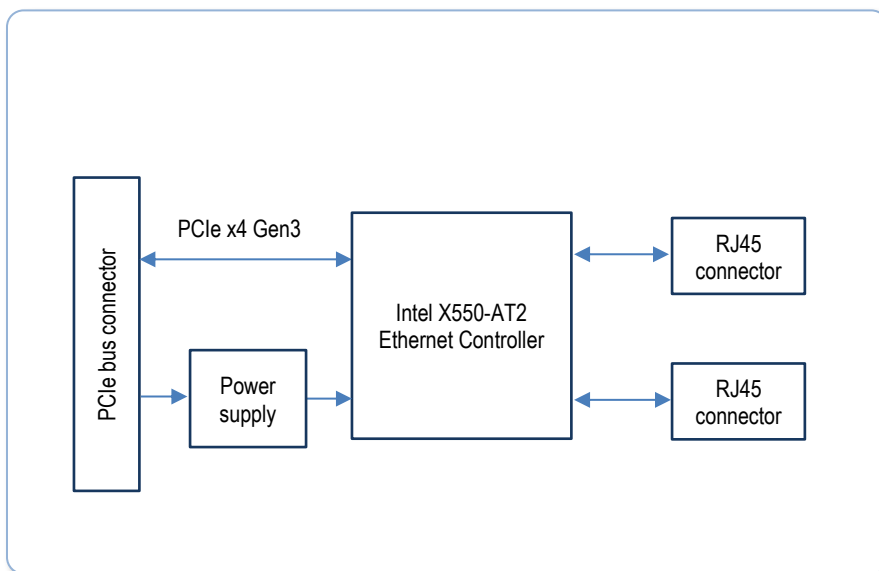 PCIe bus connector
PCIe x4 Gen3
Power
supply
Intel X550-AT2
Ethernet Controller
RJ45
connector
RJ45
connector